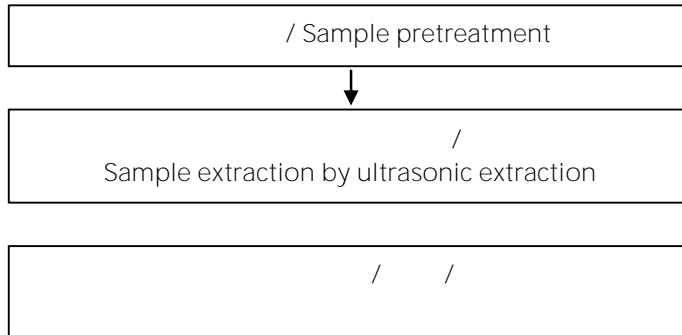 / Sample pretreatment
/
Sample extraction by ultrasonic extraction
/ /